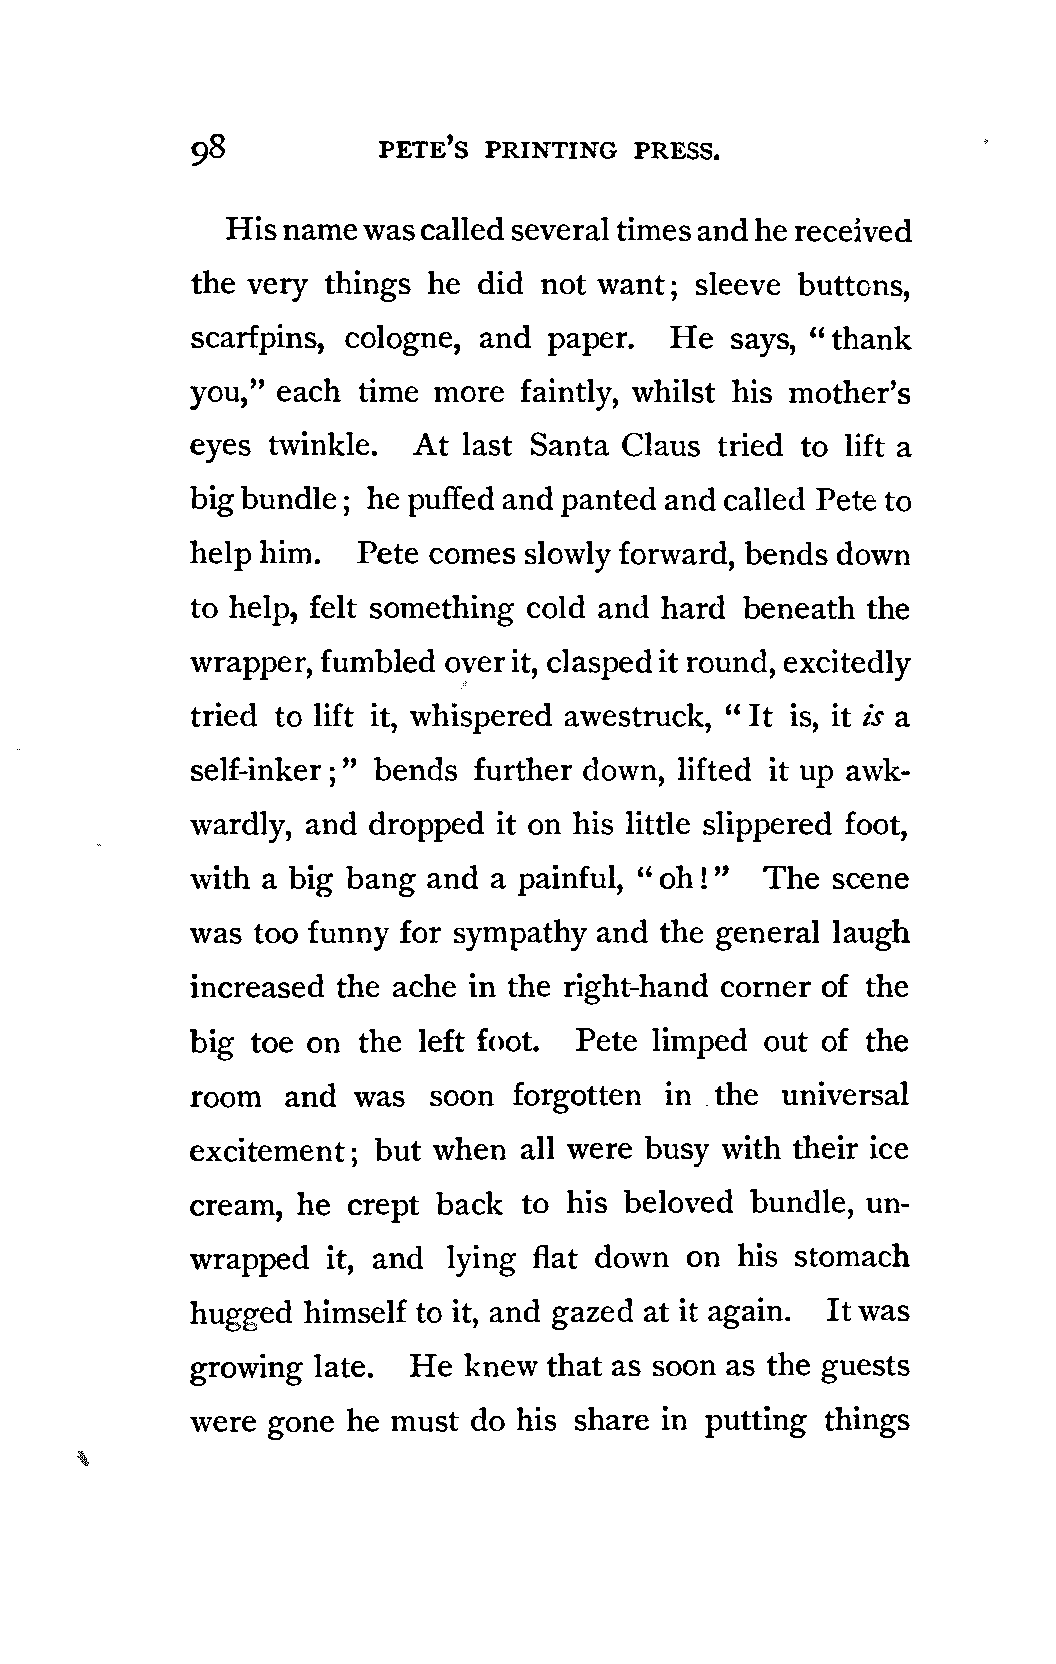 98 PETE'S PRINTING PRESS.
His name was called several times and he received
the very things he did not want; sleeve buttons,
scarfpins, cologne, and paper. He says, "thank
you," each time more faintly, whilst his mother's
eyes twinkle. At last Santa Claus tried to lift a
big bundle; he puffed and panted and called Pete to
help him. Pete comes slowly forward, bends down
to help, felt something cold and hard beneath the
wrapper, fumbled over it, clasped it round, excitedly
tried to lift it, whispered awestruck, "It is, it is a
self-inker;" bends further down, lifted it up awk-
wardly, and dropped it on his little slippered foot,
with a big bang and a painful, "oh!" The scene
was too funny for sympathy and the general laugh
increased the ache in the right-hand corner of the
big toe on the left foot. Pete limped out of the
room and was soon forgotten in the universal
excitement; but when all were busy with their ice
cream, he crept back to his beloved bundle, un-
wrapped it, and lying flat down on his stomach
hugged himself to it, and gazed at it again. It was
growing late. He knew that as soon as the guests
were gone he must do his share in putting things